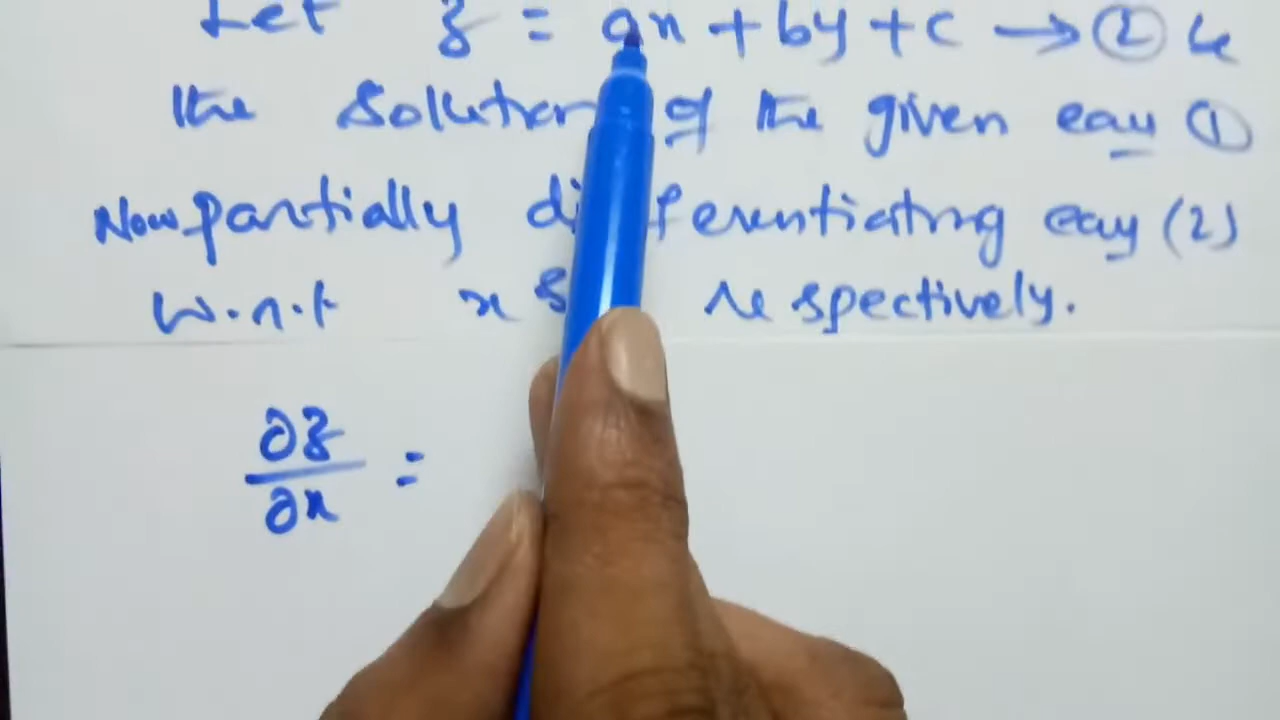 Let z = ax + by + c → ② be
the solution of the given eqn ①
Now partially differentiating eqn (2)
w.r.t x & respectively.
∂z/∂x =